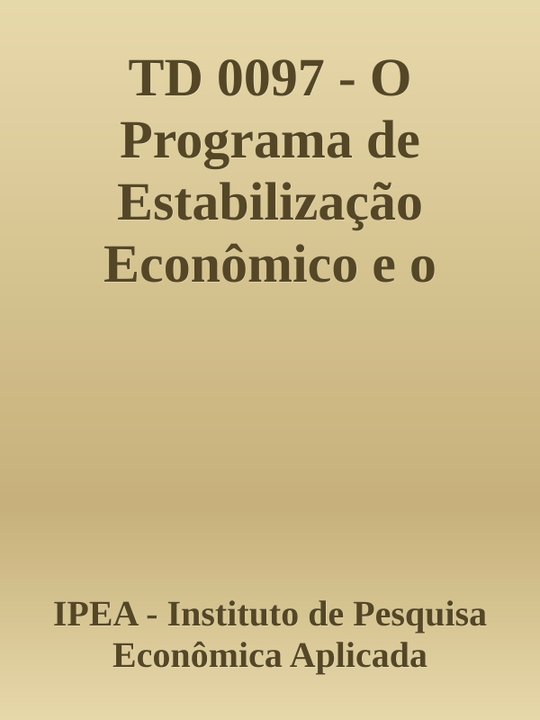 TD 0097 - O
Programa de
Estabilização
Econômico e o
IPEA - Instituto de Pesquisa
Econômica Aplicada